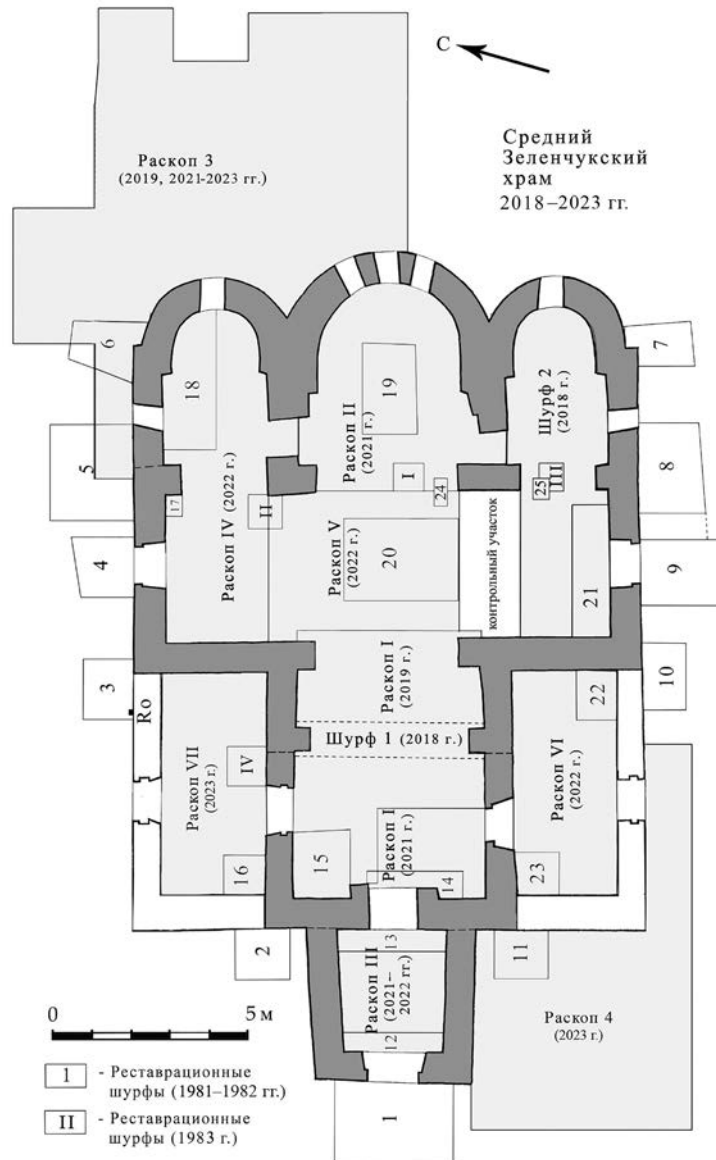 С
Средний
Зеленчукский
храм
2018–2023 гг.
Раскоп 3
(2019, 2021-2023 гг.)
6
18
19
Раскоп II
(2021 г.)
Шурф 2
(2018 г.)
7
5
8
I
24
25
III
17
II
Раскоп IV (2022 г.)
Раскоп V
(2022 г.)
20
контрольный участок
21
4
9
3
Ro
Раскоп I
(2019 г.)
22
10
Шурф 1 (2018 г.)
Раскоп VII
(2023 г.)
IV
Раскоп VI
(2022 г.)
15
Раскоп I
(2021 г.)
16
14
23
2
13
11
Раскоп III
(2021–
2022 гг.)
12
Раскоп 4
(2023 г.)
1
0
5 м
1 - Реставрационные
шурфы (1981–1982 гг.)
II - Реставрационные
шурфы (1983 г.)